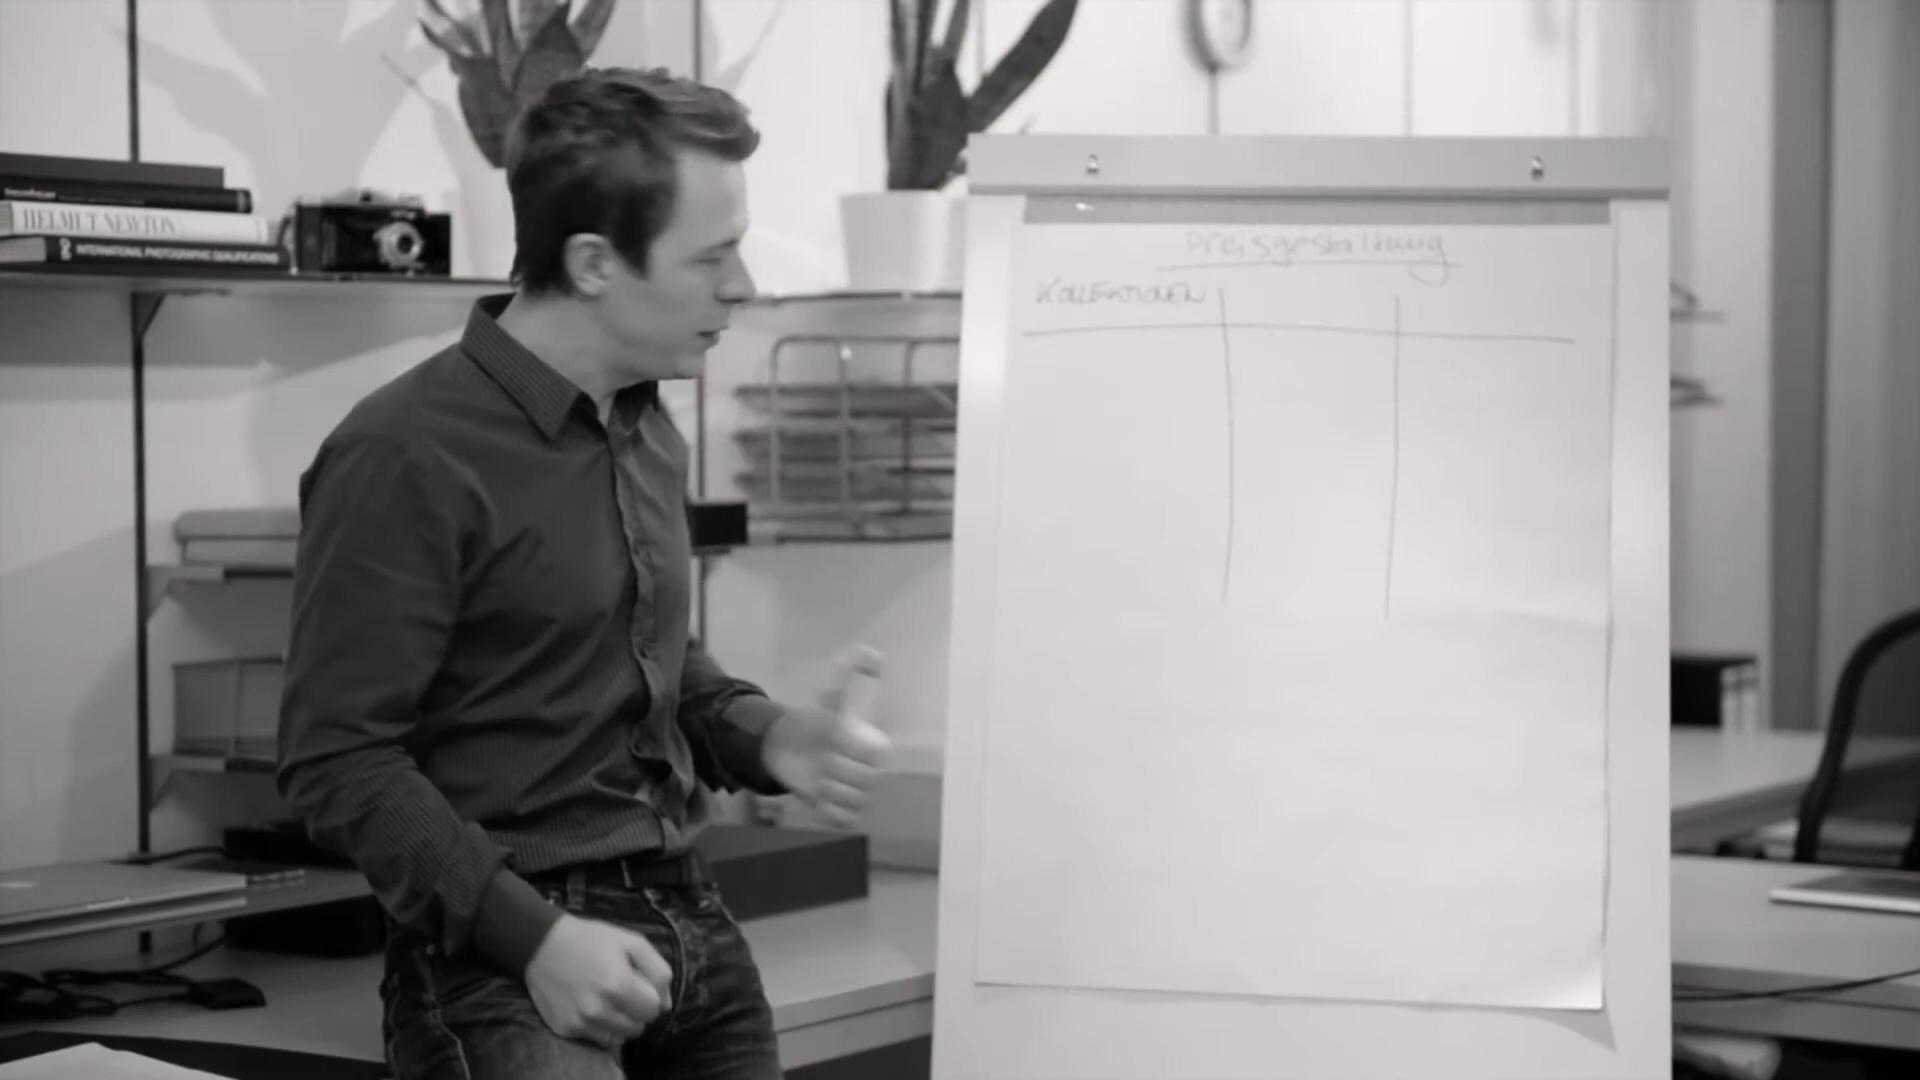 HELMUT NEWTON
INTERNATIONAL PHOTOGRAPHIC QUALIFICATIONS
Preisgestaltung
KOLLEKTIONEN